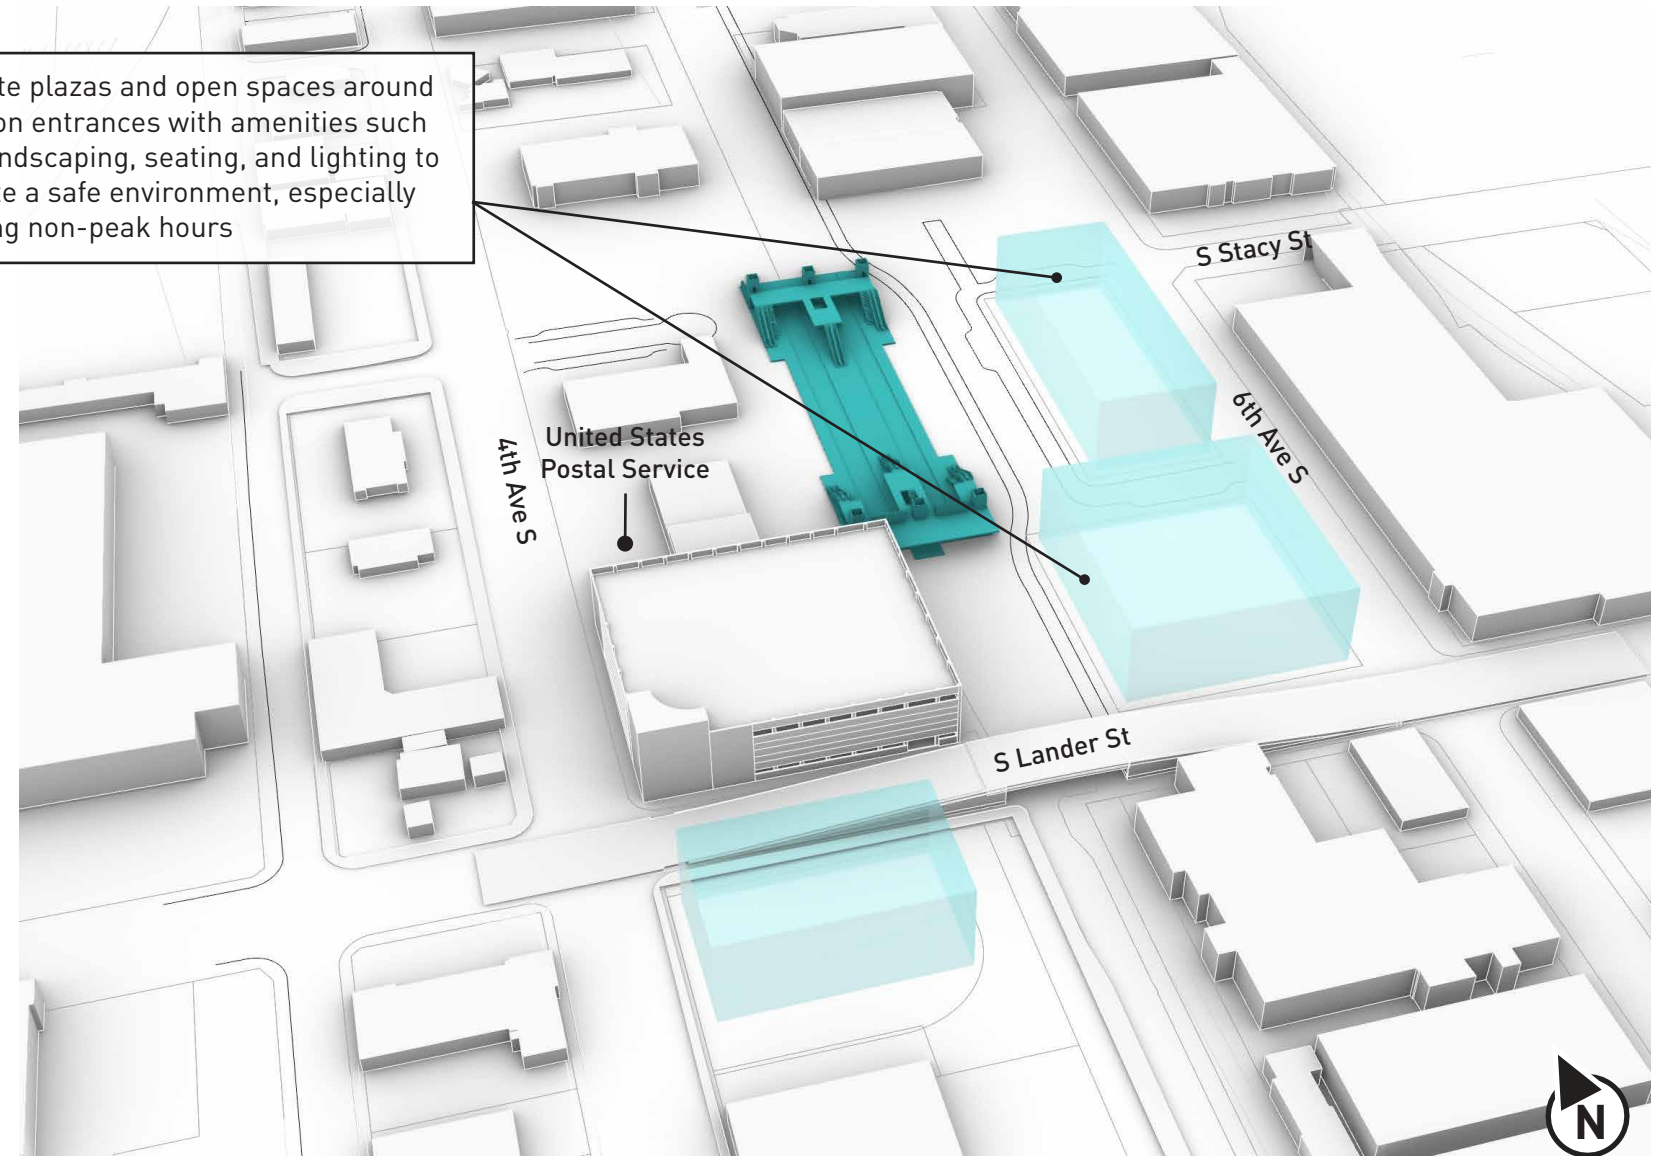 te plazas and open spaces around
on entrances with amenities such
ndscaping, seating, and lighting to
te a safe environment, especially
ng non-peak hours
S Stacy St
6th Ave S
United States
Postal Service
4th Ave S
S Lander St
N